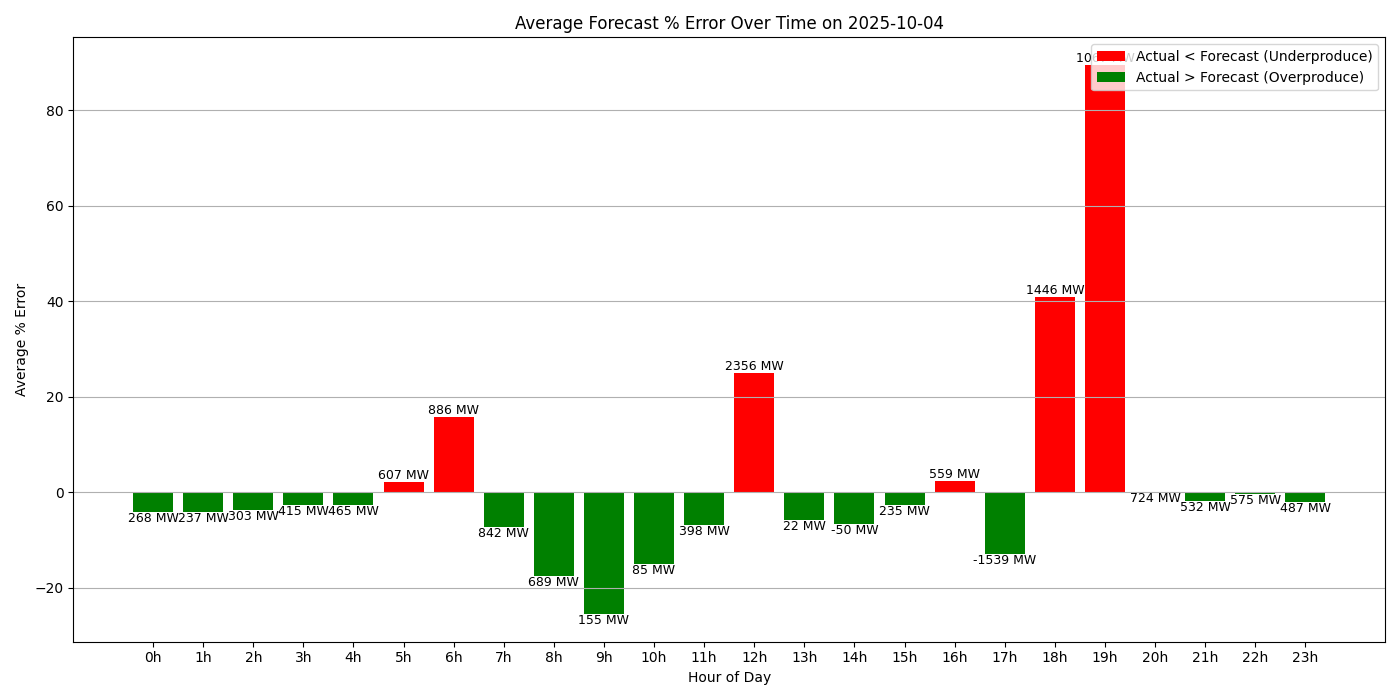 Average Forecast % Error Over Time on 2025-10-04
Actual < Forecast (Underproduce)
Actual > Forecast (Overproduce)
Average % Error
80
60
40
20
0
−20
268 MW
237 MW
303 MW
415 MW
465 MW
607 MW
886 MW
842 MW
689 MW
155 MW
85 MW
398 MW
2356 MW
22 MW
-50 MW
235 MW
559 MW
-1539 MW
1446 MW
724 MW
532 MW
575 MW
487 MW
0h 1h 2h 3h 4h 5h 6h 7h 8h 9h 10h 11h 12h 13h 14h 15h 16h 17h 18h 19h 20h 21h 22h 23h
Hour of Day